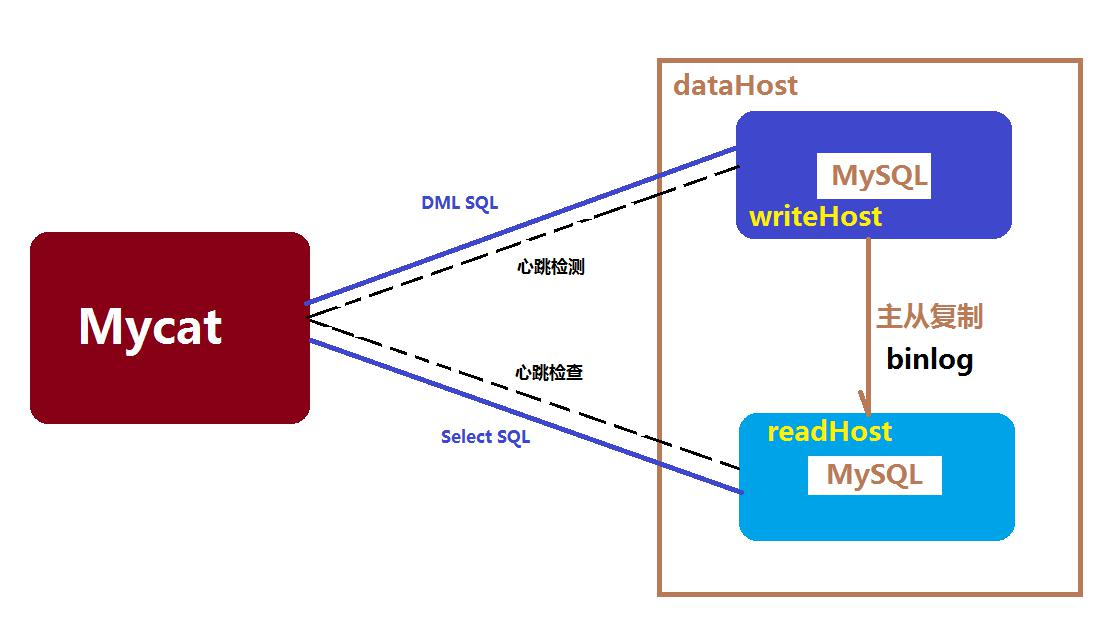 dataHost
MySQL
writeHost
DML SQL
心跳检测
Mycat
主从复制
binlog
心跳检查
Select SQL
readHost
MySQL